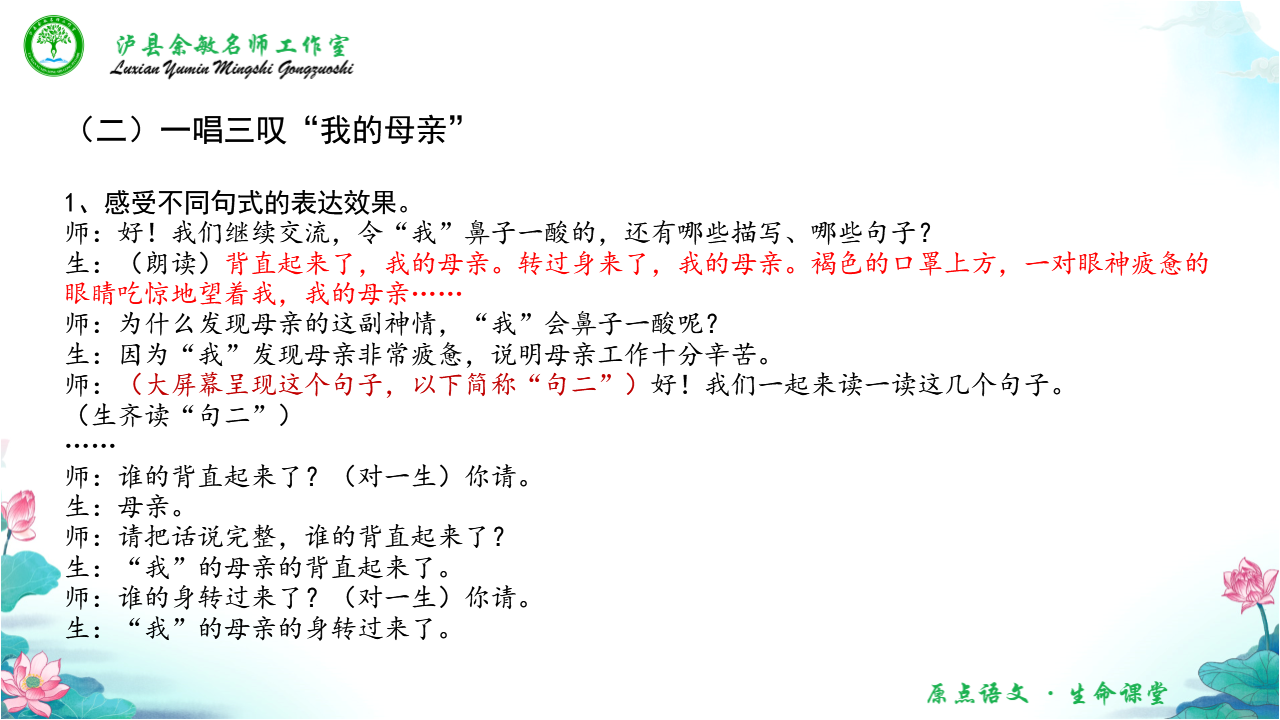 泸县余敏名师工作室
Luxian Yumin Mingshi Gongzuoshi
（二）一唱三叹“我的母亲”
1、感受不同句式的表达效果。
师：好！我们继续交流，令“我”鼻子一酸的，还有哪些描写、哪些句子？
生：（朗读）背直起来了，我的母亲。转过身来了，我的母亲。褐色的口罩上方，一对眼神疲惫的
眼睛吃惊地望着我，我的母亲……
师：为什么发现母亲的这副神情，“我”会鼻子一酸呢？
生：因为“我”发现母亲非常疲惫，说明母亲工作十分辛苦。
师：（大屏幕呈现这个句子，以下简称“句二”）好！我们一起来读一读这几个句子。
（生齐读“句二”）
……
师：谁的背直起来了？（对一生）你请。
生：母亲。
师：请把话说完整，谁的背直起来了？
生：“我”的母亲的背直起来了。
师：谁的身转过来了？（对一生）你请。
生：“我”的母亲的身转过来了。
原点语文 · 生命课堂